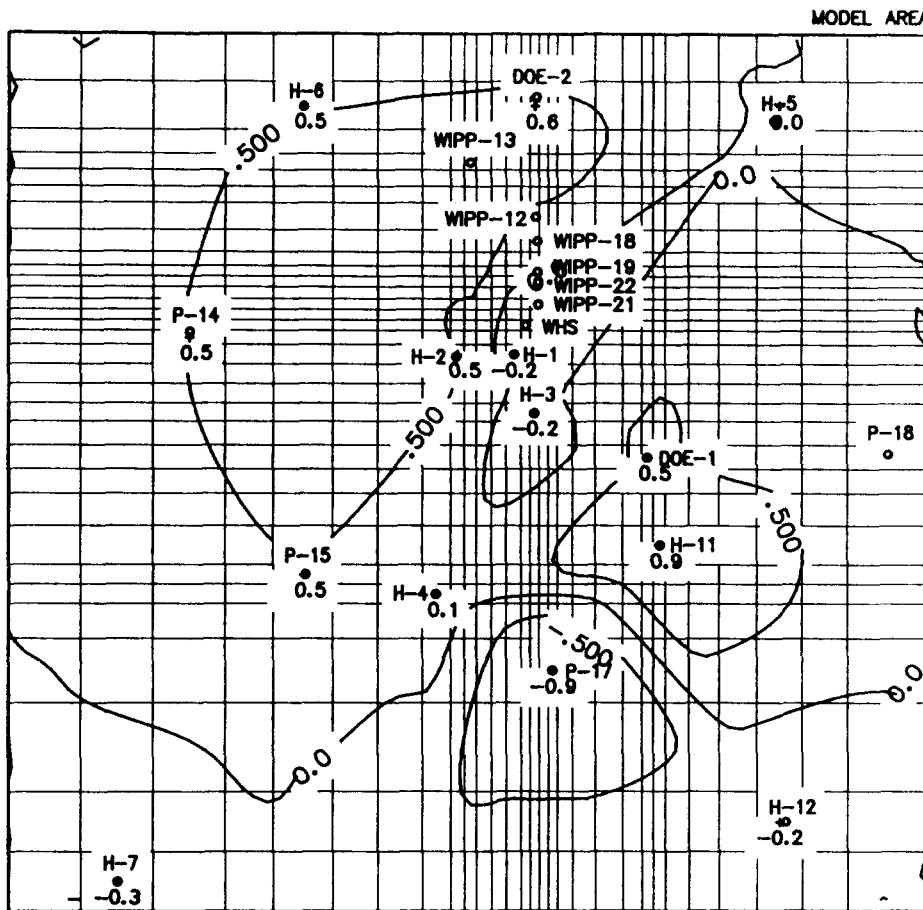 MODEL AREA
DOE-2
H-6
0.5
0.6
H-5
0.0
.500
WIPP-13
0.0
WIPP-12
WIPP-18
WIPP-19
WIPP-22
WIPP-21
P-14
0.5
WHS
H-2
0.5
H-1
-0.2
H-3
-0.2
.500
P-18
DOE-1
0.5
.500
H-11
0.9
P-15
0.5
H-4
0.1
-.500
P-17
-0.9
0.0
0.0
H-12
-0.2
H-7
-0.3